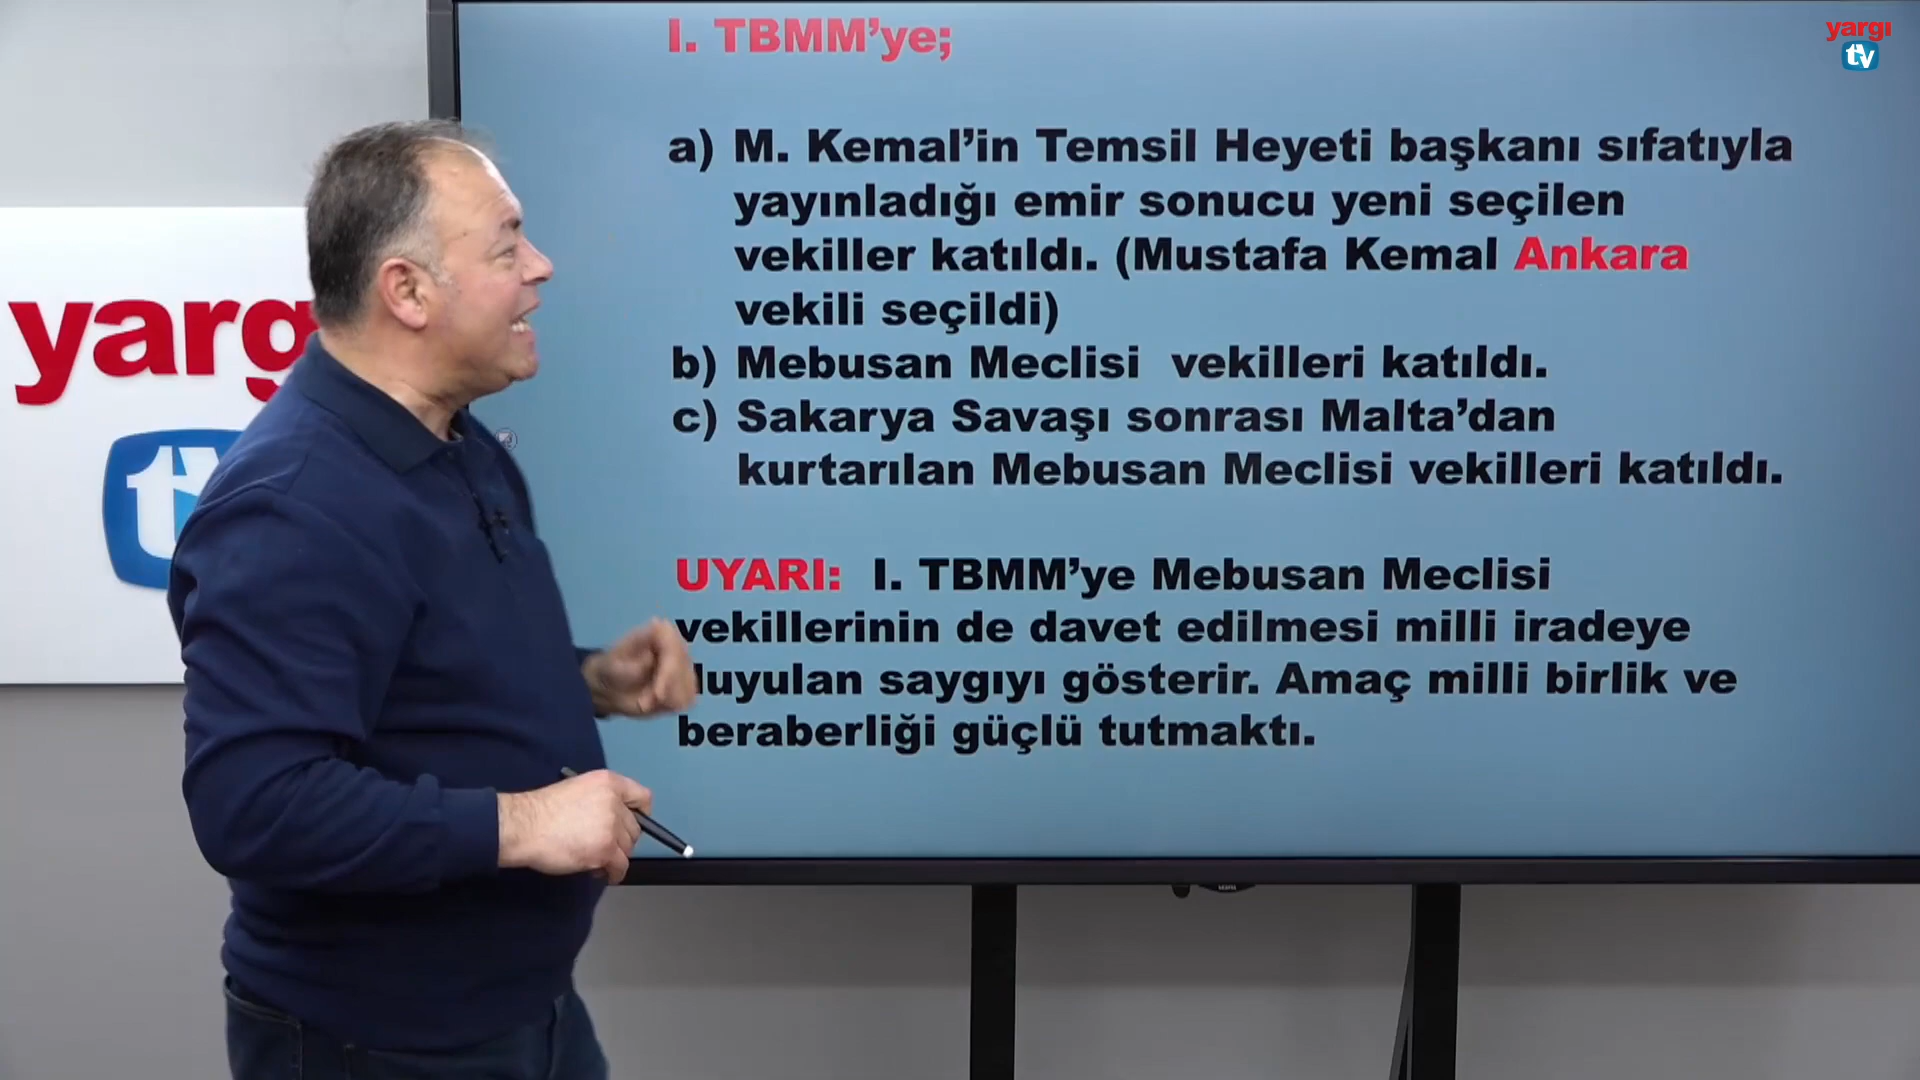 I. TBMM'ye;
yargı
tv
a) M. Kemal'in Temsil Heyeti başkanı sıfatıyla
yayınladığı emir sonucu yeni seçilen
vekiller katıldı. (Mustafa Kemal Ankara
vekili seçildi)
b) Mebusan Meclisi vekilleri katıldı.
c) Sakarya Savaşı sonrası Malta'dan
kurtarılan Mebusan Meclisi vekilleri katıldı.
UYARI: I. TBMM'ye Mebusan Meclisi
vekillerinin de davet edilmesi milli iradeye
uyulan saygıyı gösterir. Amaç milli birlik ve
beraberliği güçlü tutmaktı.
yarg
tv